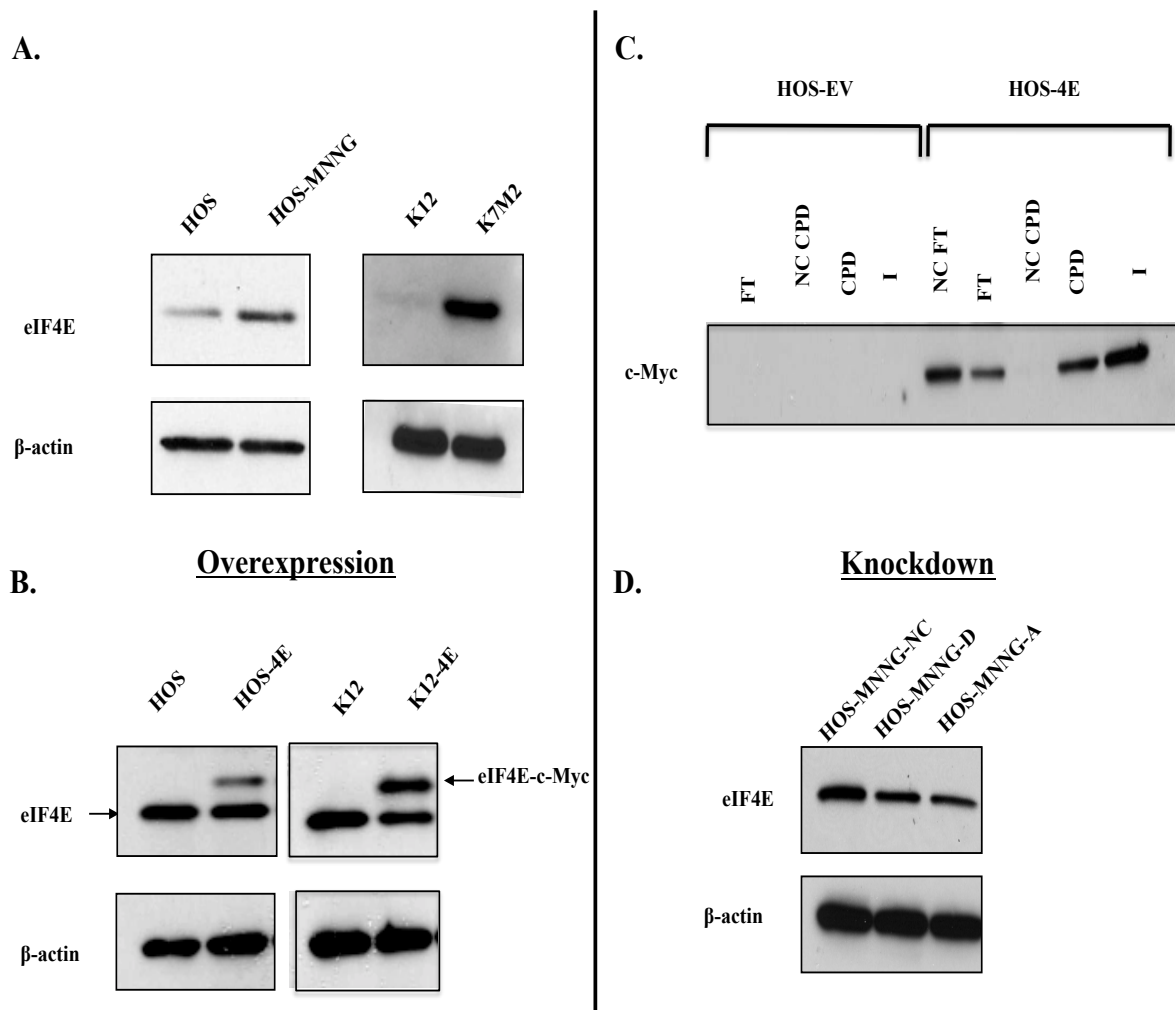 A.
HOS
HOS-MNNG
K12
K7M2
eIF4E
β-actin
Overexpression
B.
HOS
HOS-4E
K12
K12-4E
eIF4E
eIF4E-c-Myc
β-actin
C.
HOS-EV
HOS-4E
FT
NC CPD
CPD
I
NC FT
FT
NC CPD
CPD
I
c-Myc
Knockdown
D.
HOS-MNNG-NC
HOS-MNNG-D
HOS-MNNG-A
eIF4E
β-actin